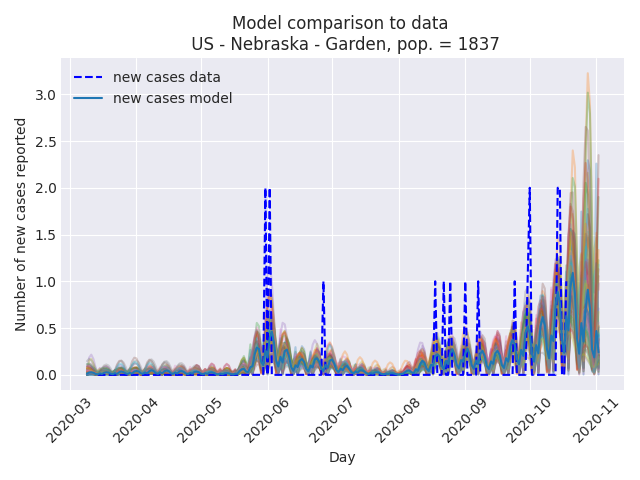 Model comparison to data
US - Nebraska - Garden, pop. = 1837
new cases data
new cases model
Number of new cases reported
3.0
2.5
2.0
1.5
1.0
0.5
0.0
2020-03
2020-04
2020-05
2020-06
2020-07
2020-08
2020-09
2020-10
2020-11
Day